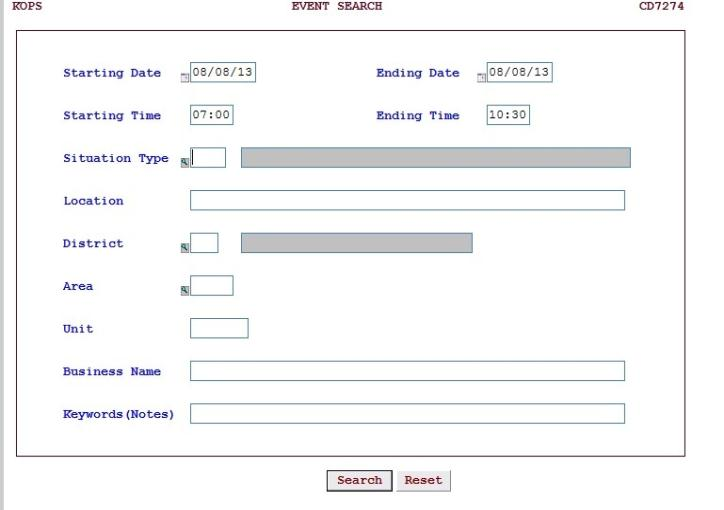 KOPS EVENT SEARCH CD7274
Starting Date 08/08/13 Ending Date 08/08/13
Starting Time 07:00 Ending Time 10:30
Situation Type
Location
District
Area
Unit
Business Name
Keywords(Notes)
Search Reset